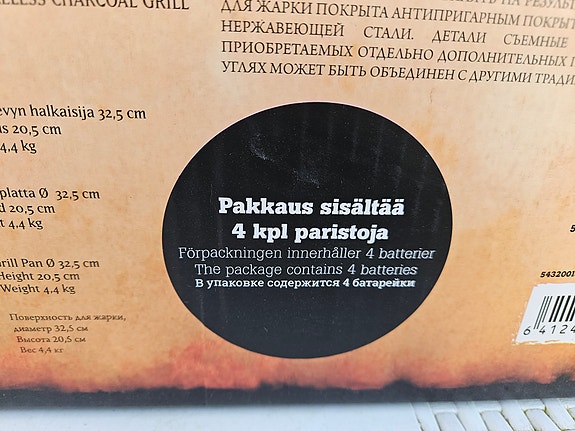 CHARCOAL GRILL
ДЛЯ ЖАРКИ ПОКРЫТА АНТИПРИГАРНЫМ
НЕРЖАВЕЮЩЕЙ СТАЛИ. ДЕТАЛИ СЪЕМНЫЕ
ПРИОБРЕТАЕМЫХ ОТДЕЛЬНО ДОПОЛНИТЕЛЬНЫХ
УГЛЯХ МОЖЕТ БЫТЬ ОБЪЕДИНЕН С ДРУГИМИ
halkaisija 32,5 cm
20,5 cm
4,4 kg
Ø 32,5 cm
20,5 cm
4,4 kg
Pan Ø 32,5 cm
Height 20,5 cm
Weight 4,4 kg
Поверхность для жарки,
диаметр 32,5 см
Высота 20,5 см
Вес 4,4 кг
Pakkaus sisältää
4 kpl paristoja
Förpackningen innerhåller 4 batterier
The package contains 4 batteries
В упаковке содержится 4 батарейки